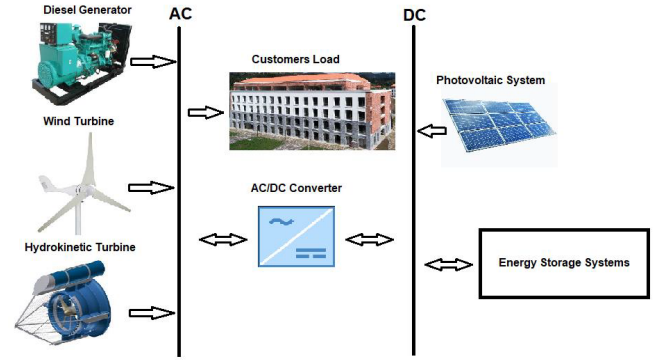 Diesel Generator
AC
DC
Customers Load
Photovoltaic System
Wind Turbine
AC/DC Converter
Hydrokinetic Turbine
Energy Storage Systems